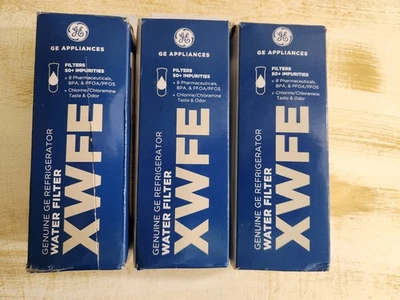 GE
GE APPLIANCES
FILTERS
50+ IMPURITIES
• 8 Pharmaceuticals,
BPA, & PFOA/PFOS
• Chlorine/Chloramine
Taste & Odor
GENUINE GE REFRIGERATOR
WATER FILTER
XWFE
GE
GE APPLIANCES
FILTERS
50+ IMPURITIES
• 8 Pharmaceuticals,
BPA, & PFOA/PFOS
• Chlorine/Chloramine
Taste & Odor
GENUINE GE REFRIGERATOR
WATER FILTER
XWFE
GE
GE APPLIANCES
FILTERS
50+ IMPURITIES
• 8 Pharmaceuticals,
BPA, & PFOA/PFOS
• Chlorine/Chloramine
Taste & Odor
GENUINE GE REFRIGERATOR
WATER FILTER
XWFE